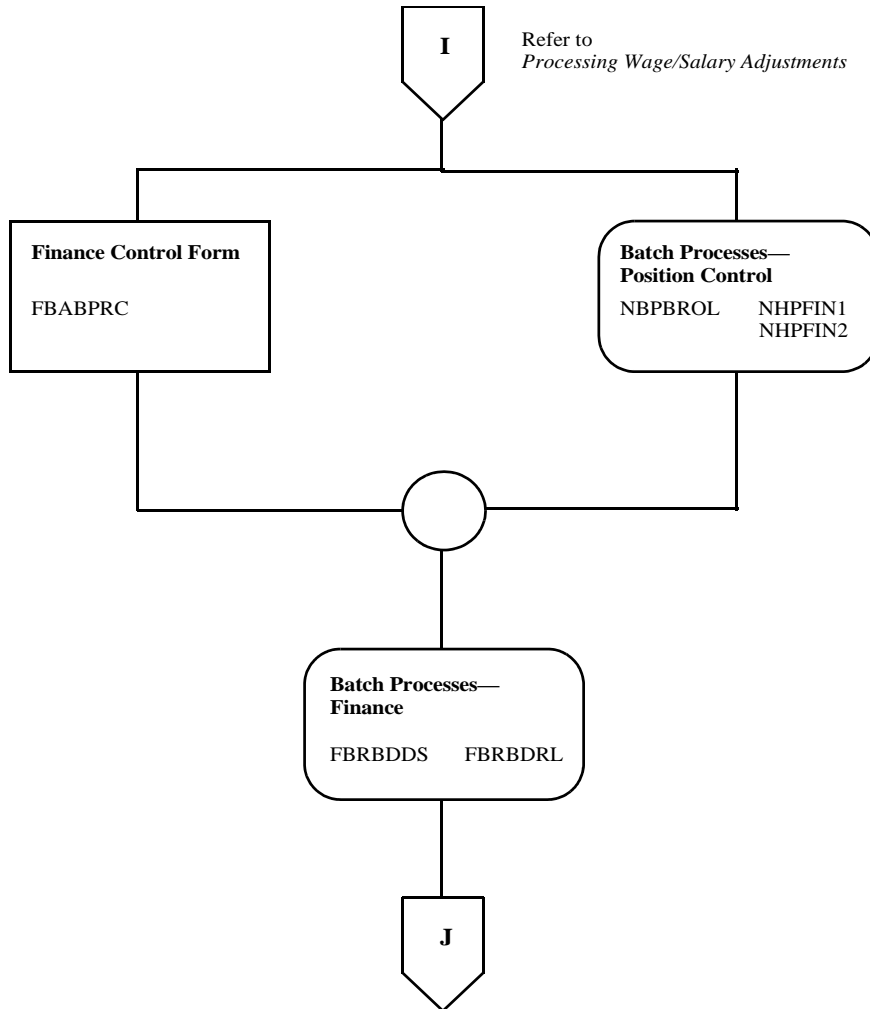 I
Refer to
Processing Wage/Salary Adjustments
Finance Control Form
FBABPRC
Batch Processes—
Position Control
NBPBROL NHPFIN1
NHPFIN2
Batch Processes—
Finance
FBRBDDS FBRBDRL
J